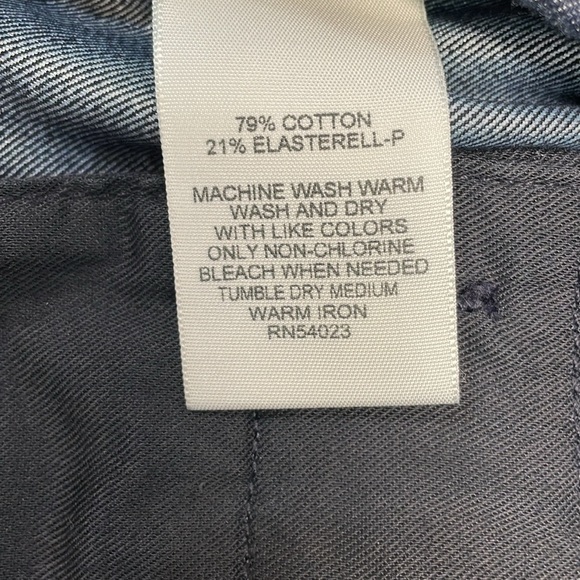 79% COTTON
21% ELASTERELL-P
MACHINE WASH WARM
WASH AND DRY
WITH LIKE COLORS
ONLY NON-CHLORINE
BLEACH WHEN NEEDED
TUMBLE DRY MEDIUM
WARM IRON
RN54023